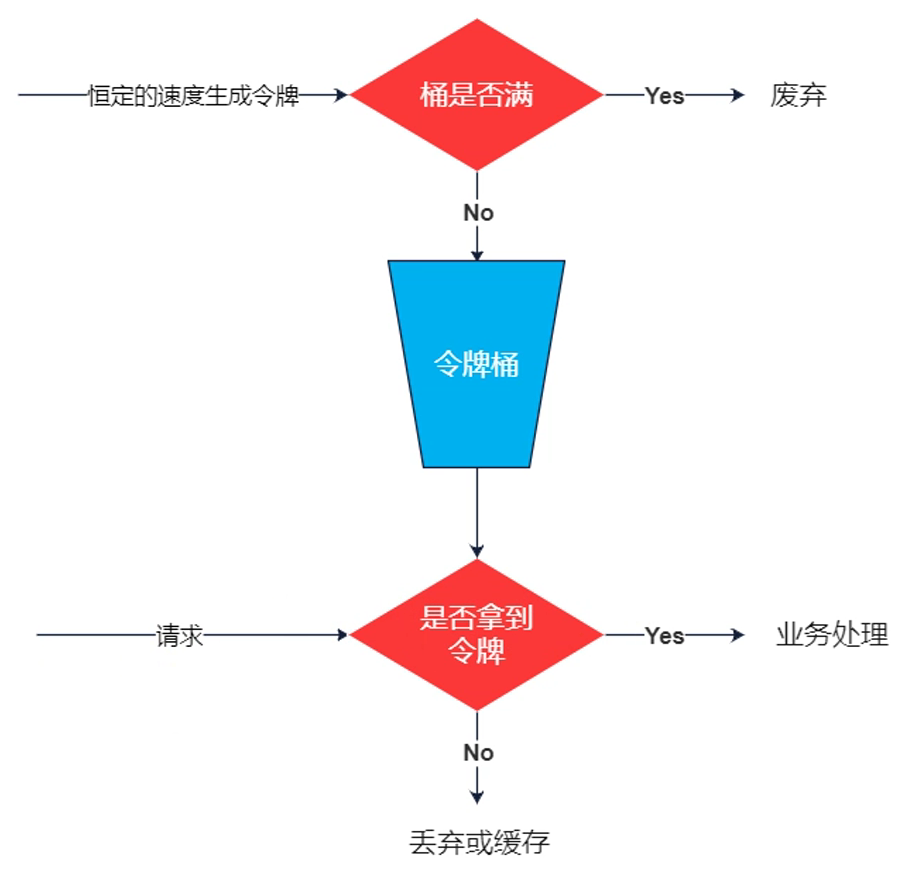 恒定的速度生成令牌
桶是否满
Yes
废弃
No
令牌桶
请求
是否拿到
令牌
Yes
业务处理
No
丢弃或缓存